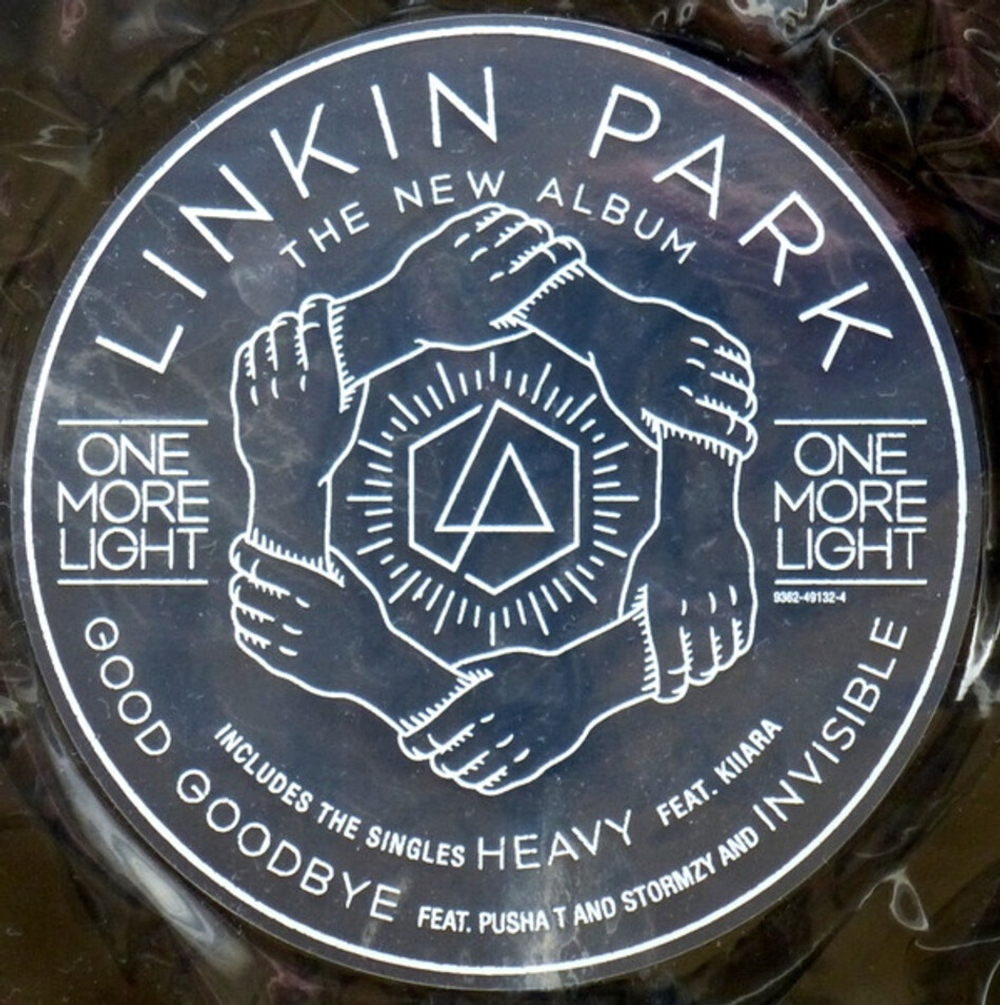 LINKIN PARK
THE NEW ALBUM
ONE
MORE
LIGHT
ONE
MORE
LIGHT
9362-49132-4
INCLUDES THE SINGLES HEAVY FEAT. KIIARA
GOOD GOODBYE FEAT. PUSHA T AND STORMZY AND INVISIBLE